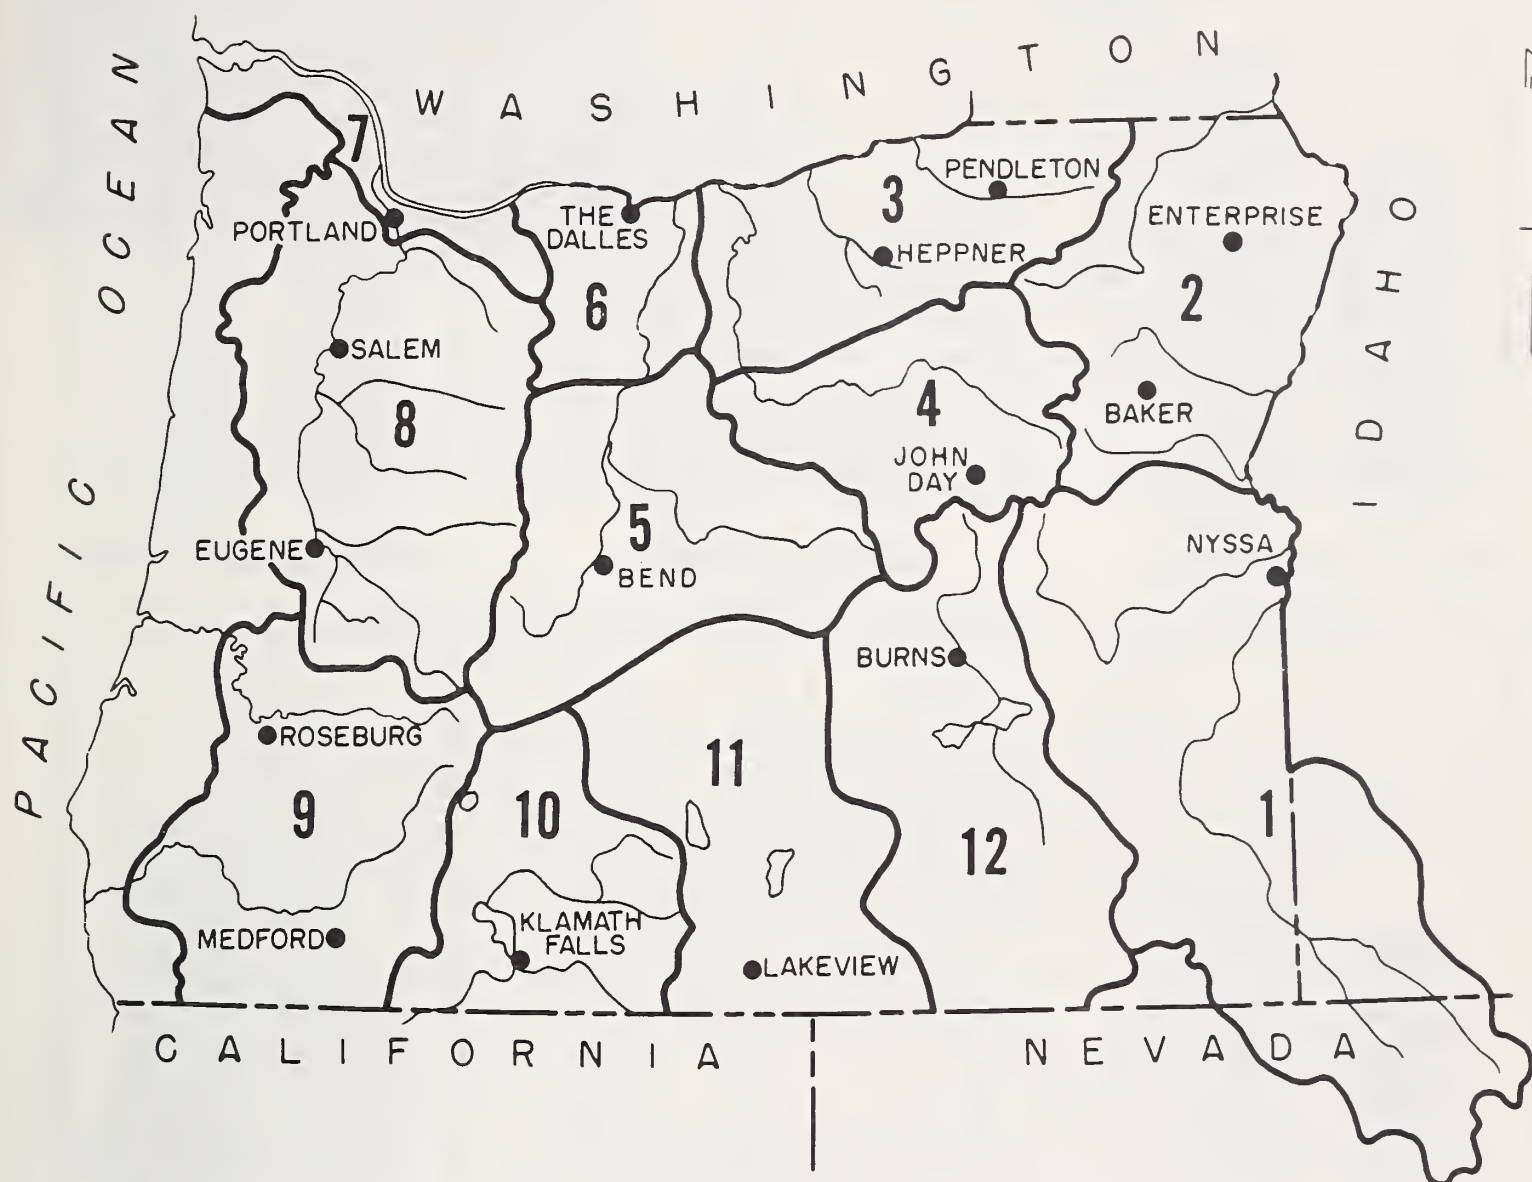 WASHINGTON
PACIFIC OCEAN
IDAHO
7
PENDLETON
3
ENTERPRISE
THE
DALLES
PORTLAND
HEPPNER
6
2
SALEM
4
BAKER
8
JOHN
DAY
5
NYSSA
EUGENE
BEND
BURNS
ROSEBURG
11
9
10
1
12
KLAMATH
FALLS
MEDFORD
LAKEVIEW
CALIFORNIA
NEVADA